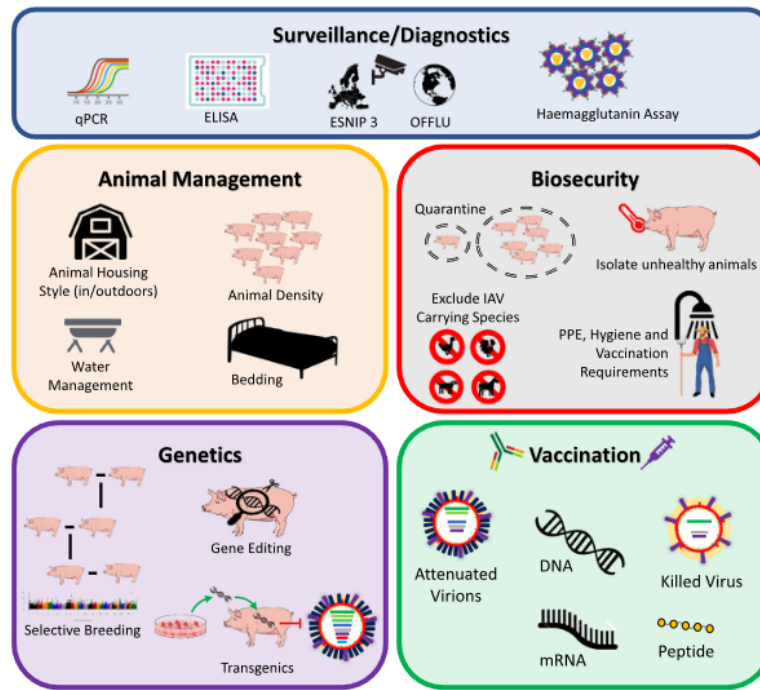 Surveillance/Diagnostics
qPCR
ELISA
ESNIP 3
OFFLU
Haemagglutanin Assay
Animal Management
Animal Housing
Style (in/outdoors)
Animal Density
Water
Management
Bedding
Biosecurity
Quarantine
Isolate unhealthy animals
Exclude IAV
Carrying Species
PPE, Hygiene and
Vaccination
Requirements
Genetics
Gene Editing
Selective Breeding
Transgenics
Vaccination
Attenuated
Virions
DNA
Killed Virus
mRNA
Peptide